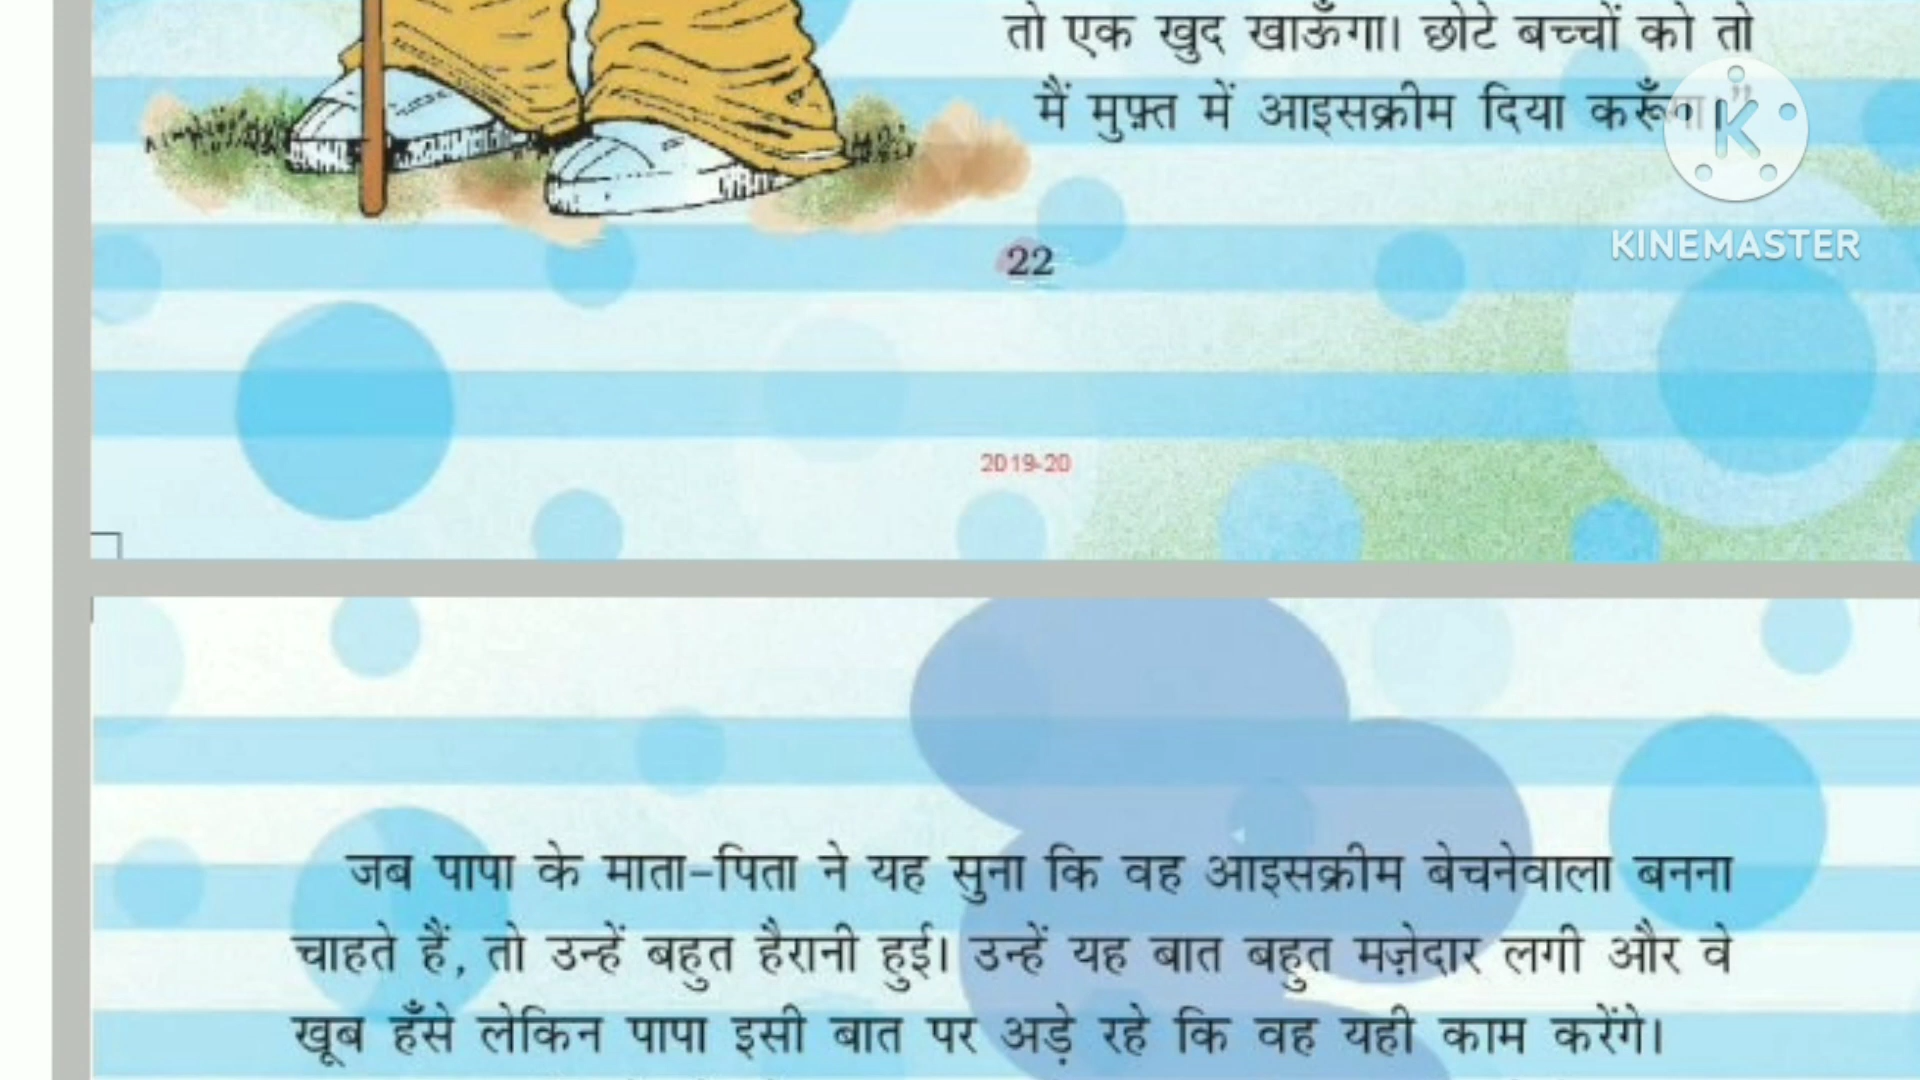 तो एक खुद खाऊँगा। छोटे बच्चों को तो
मैं मुफ़्त में आइसक्रीम दिया करूँगा।"
K
KINEMASTER
22
2019-20
जब पापा के माता-पिता ने यह सुना कि वह आइसक्रीम बेचनेवाला बनना
चाहते हैं, तो उन्हें बहुत हैरानी हुई। उन्हें यह बात बहुत मज़ेदार लगी और वे
खूब हँसे लेकिन पापा इसी बात पर अड़े रहे कि वह यही काम करेंगे।